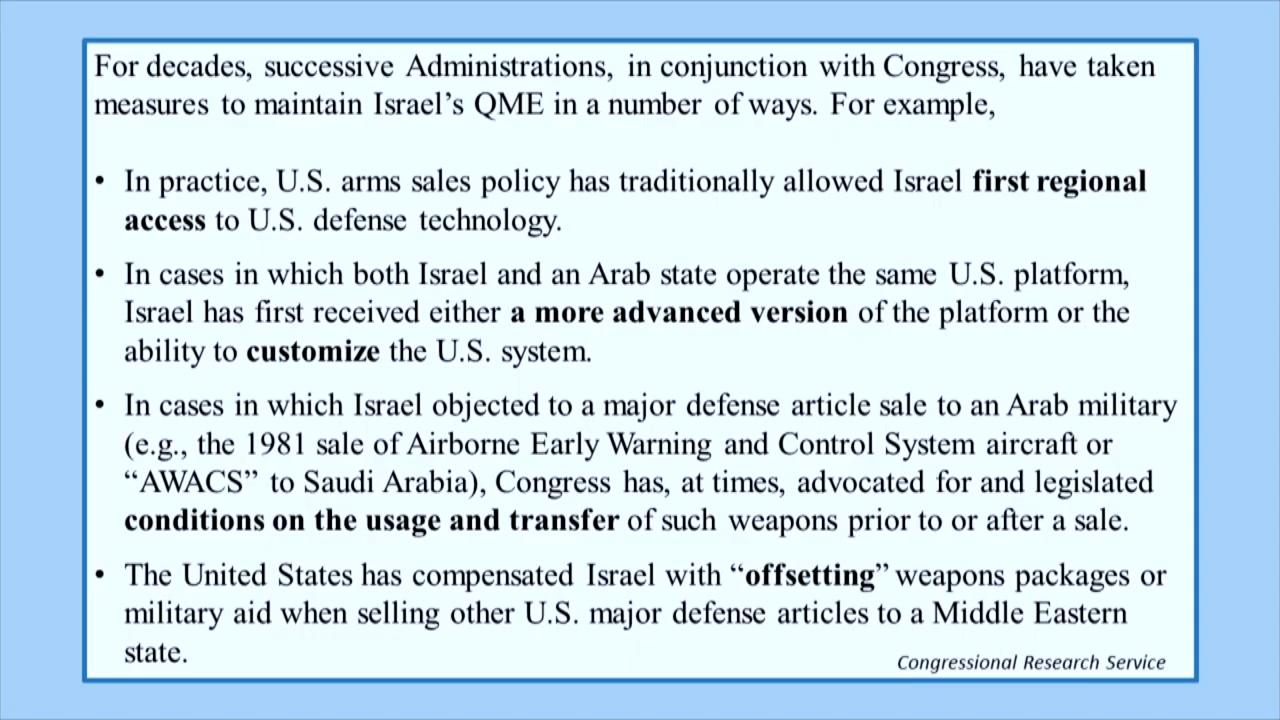 For decades, successive Administrations, in conjunction with Congress, have taken
measures to maintain Israel’s QME in a number of ways. For example,
• In practice, U.S. arms sales policy has traditionally allowed Israel first regional
access to U.S. defense technology.
• In cases in which both Israel and an Arab state operate the same U.S. platform,
Israel has first received either a more advanced version of the platform or the
ability to customize the U.S. system.
• In cases in which Israel objected to a major defense article sale to an Arab military
(e.g., the 1981 sale of Airborne Early Warning and Control System aircraft or
“AWACS” to Saudi Arabia), Congress has, at times, advocated for and legislated
conditions on the usage and transfer of such weapons prior to or after a sale.
• The United States has compensated Israel with “offsetting” weapons packages or
military aid when selling other U.S. major defense articles to a Middle Eastern
state.
Congressional Research Service